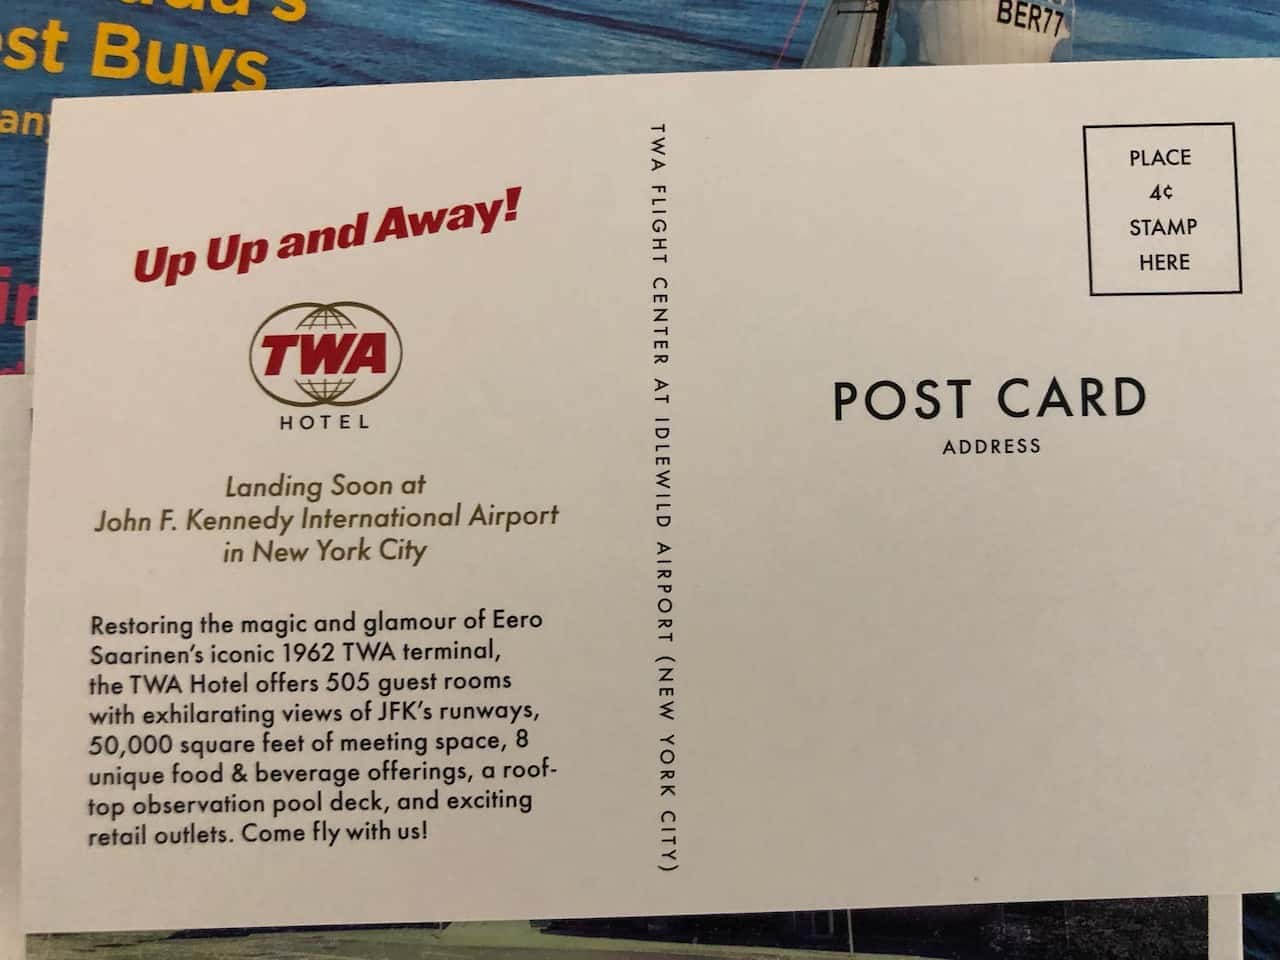 est Buys
BER77
Up Up and Away!
TWA
HOTEL
Landing Soon at
John F. Kennedy International Airport
in New York City
Restoring the magic and glamour of Eero
Saarinen's iconic 1962 TWA terminal,
the TWA Hotel offers 505 guest rooms
with exhilarating views of JFK's runways,
50,000 square feet of meeting space, 8
unique food & beverage offerings, a roof-
top observation pool deck, and exciting
retail outlets. Come fly with us!
TWA FLIGHT CENTER AT IDLEWILD AIRPORT (NEW YORK CITY)
PLACE
4¢
STAMP
HERE
POST CARD
ADDRESS